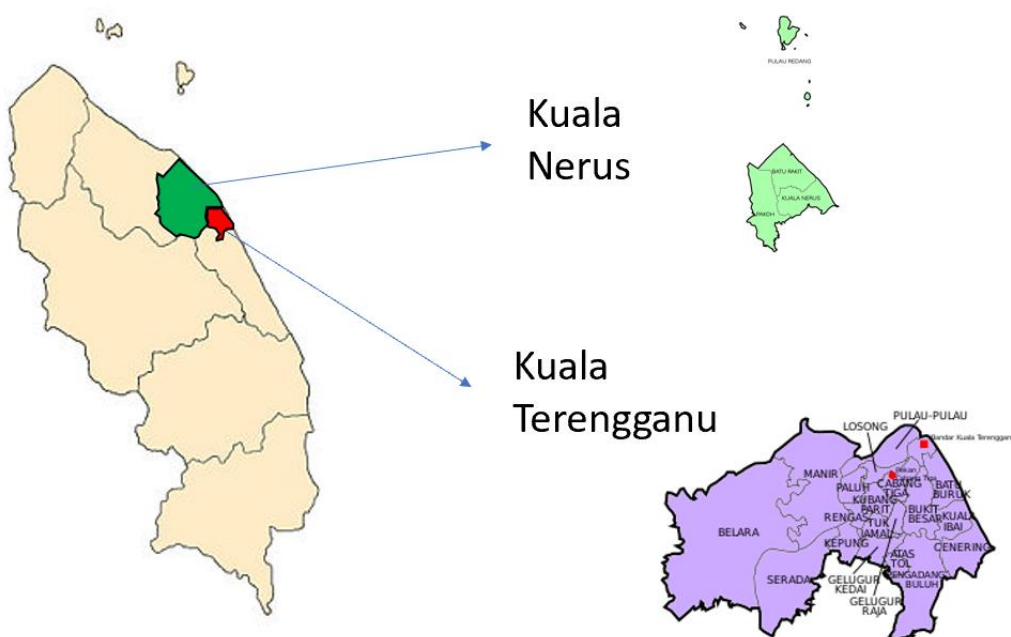 Kuala
Nerus
PULAU REDANG
BATU RAKIT
KUALA NERUS
PAKOH
Kuala
Terengganu
PULAU-PULAU
LOSONG
Bandar Kuala Terengganu
MANIR
PALUH
CABANG
TIGA
BATU
BURUK
KUBANG
PARIT
BUKIT
BESAR
KUALA
IBAI
RENGAS
TUK
JAMAL
BELARA
KEPUNG
CENERING
ATAS
TOL
SERADA
GELUGUR
KEDAI
PENGADANG
BULUH
GELUGUR
RAJA